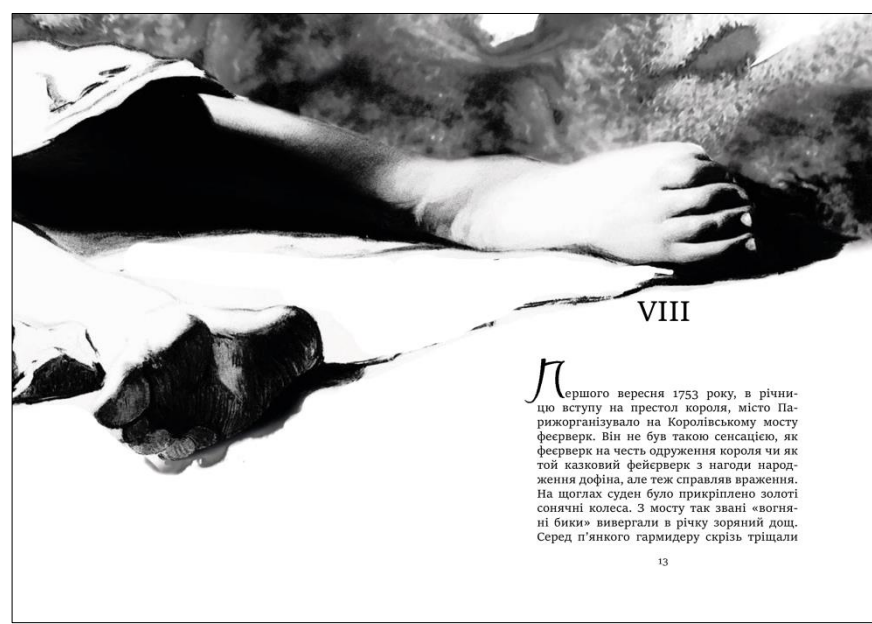 VIII
Першого вересня 1753 року, в річни-
цю вступу на престол короля, місто Па-
рижорганізувало на Королівському мосту
феєрверк. Він не був такою сенсацією, як
феєрверк на честь одруження короля чи як
той казковий фейєрверк з нагоди народ-
ження дофіна, але теж справляв враження.
На щоглах суден було прикріплено золоті
сонячні колеса. З мосту так звані «вогня-
ні бики» вивергали в річку зоряний дощ.
Серед п’янкого гармидеру скрізь тріщали
13